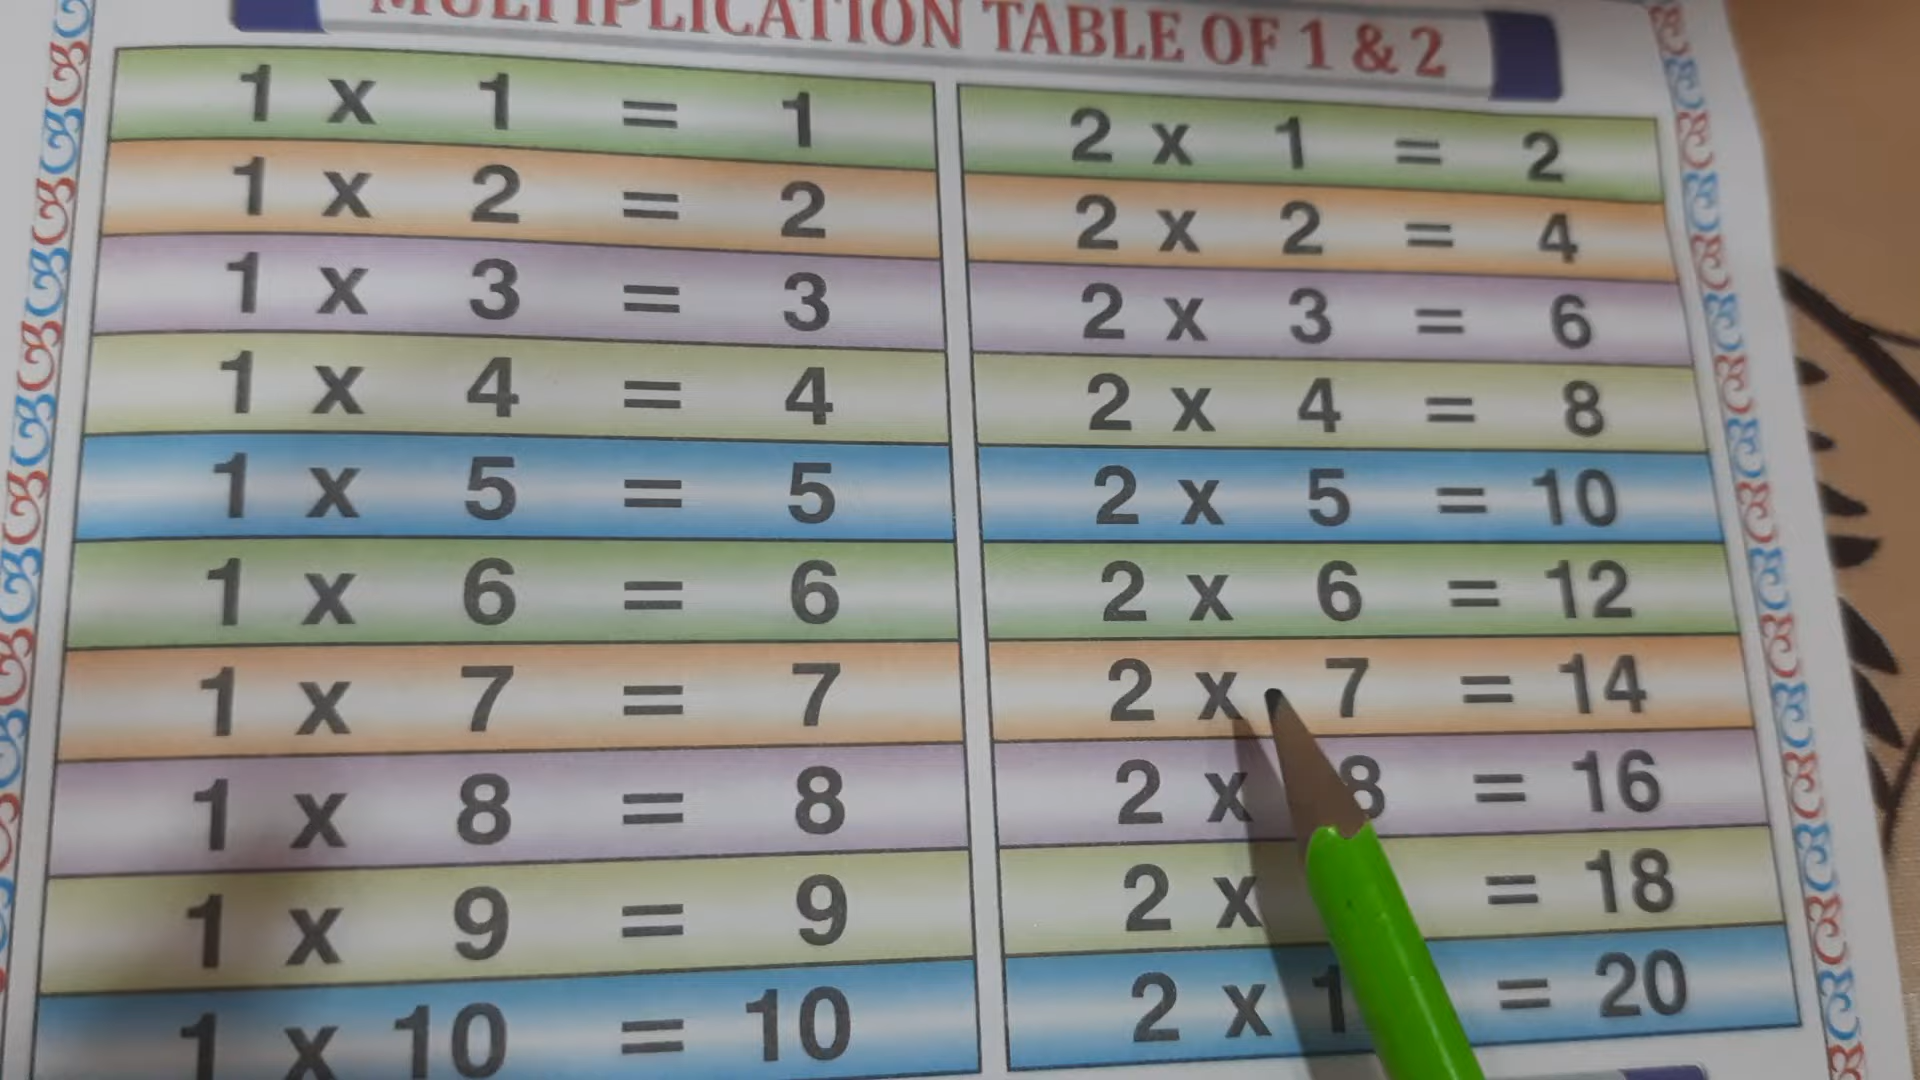 MULTIPLICATION TABLE OF 1 & 2
1 x 1 = 1
1 x 2 = 2
1 x 3 = 3
1 x 4 = 4
1 x 5 = 5
1 x 6 = 6
1 x 7 = 7
1 x 8 = 8
1 x 9 = 9
1 x 10 = 10
2 x 1 = 2
2 x 2 = 4
2 x 3 = 6
2 x 4 = 8
2 x 5 = 10
2 x 6 = 12
2 x 7 = 14
2 x 8 = 16
2 x = 18
2 x = 20